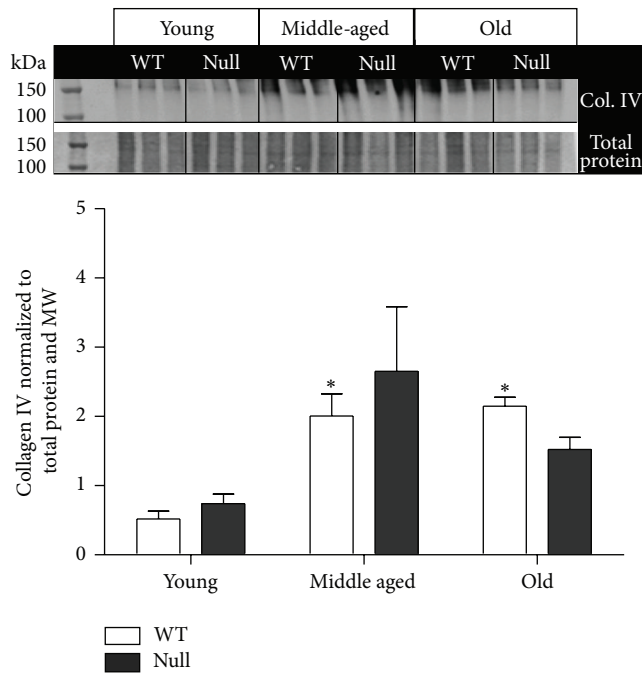 Young Middle-aged Old
kDa WT Null WT Null WT Null
150
100
Col. IV
150
100
Total
protein
5
4
3
2
1
0
Collagen IV normalized to
total protein and MW
* *
Young Middle aged Old
WT
Null